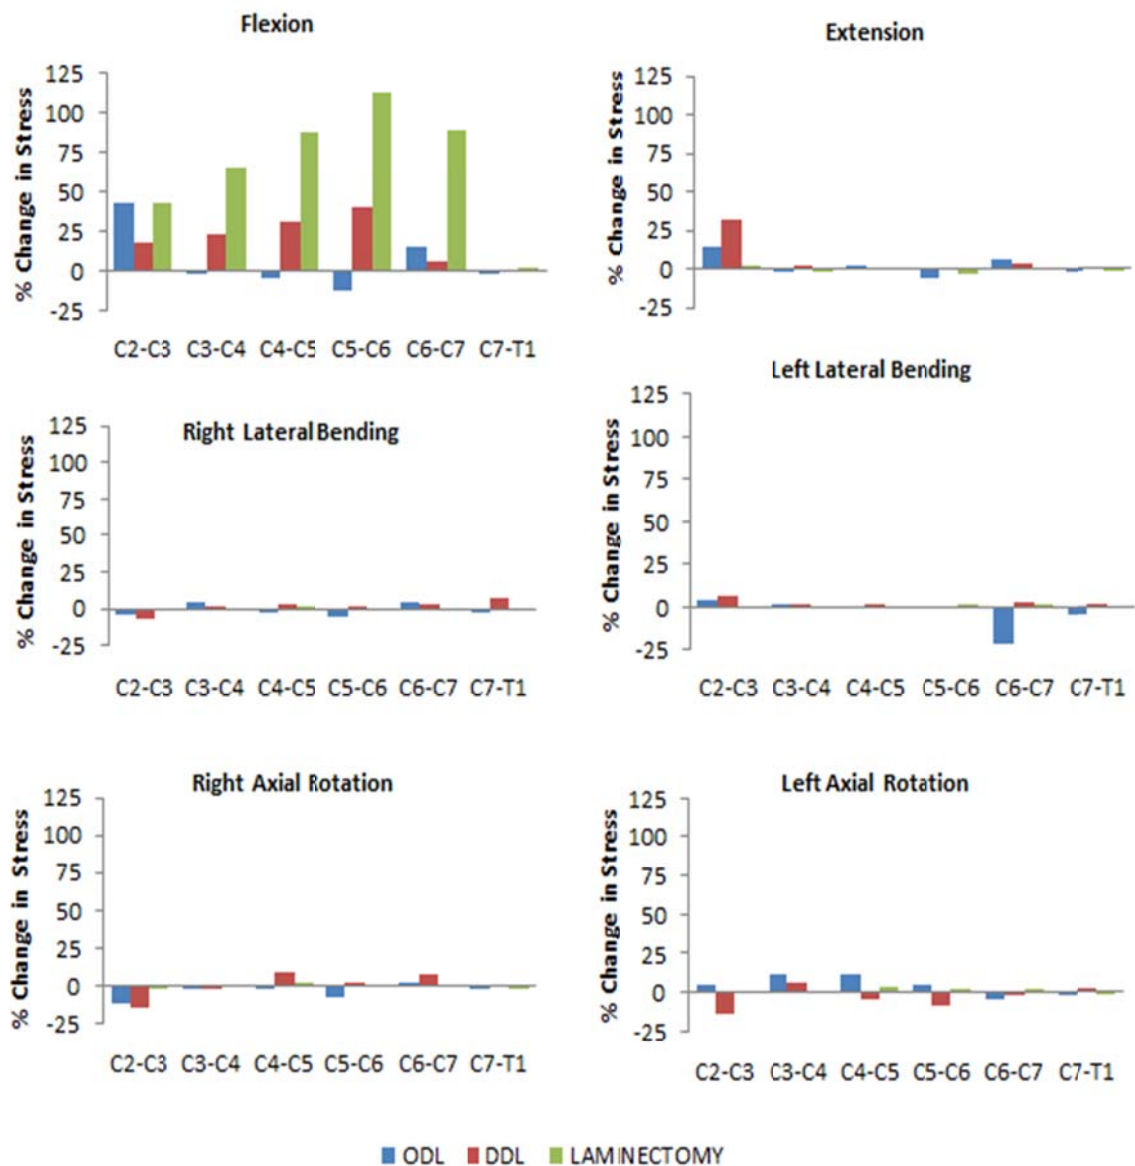 Flexion
% Change in Stress
125
100
75
50
25
0
-25
C2-C3 C3-C4 C4-C5 C5-C6 C6-C7 C7-T1
Extension
% Change in Stress
125
100
75
50
25
0
-25
C2-C3 C3-C4 C4-C5 C5-C6 C6-C7 C7-T1
Right Lateral Bending
% Change in Stress
125
100
75
50
25
0
-25
C2-C3 C3-C4 C4-C5 C5-C6 C6-C7 C7-T1
Left Lateral Bending
% Change in Stress
125
100
75
50
25
0
-25
C2-C3 C3-C4 C4-C5 C5-C6 C6-C7 C7-T1
Right Axial Rotation
% Change in Stress
125
100
75
50
25
0
-25
C2-C3 C3-C4 C4-C5 C5-C6 C6-C7 C7-T1
Left Axial Rotation
% Change in Stress
125
100
75
50
25
0
-25
C2-C3 C3-C4 C4-C5 C5-C6 C6-C7 C7-T1
ODL DDL LAMINECTOMY